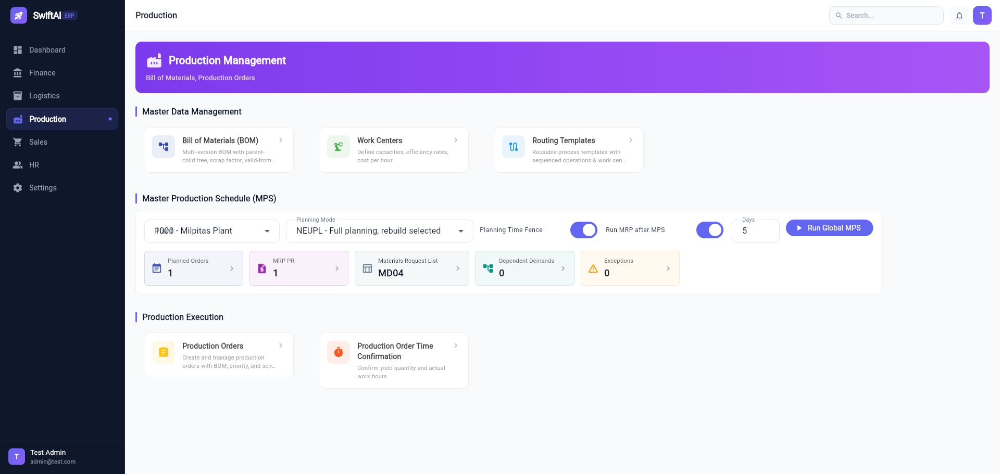 SwiftAI ERP
Production
Search...
T
Dashboard
Finance
Logistics
Production
Sales
HR
Settings
Production Management
Bill of Materials, Production Orders
Master Data Management
Bill of Materials (BOM)
Multi-version BOM with parent-
child tree, scrap factor, valid-from...
Work Centers
Define capacities, efficiency rates,
cost per hour
Routing Templates
Reusable process templates with
sequenced operations & work cen...
Master Production Schedule (MPS)
Plant
1000 - Milpitas Plant
Planning Mode
NEUPL - Full planning, rebuild selected
Planning Time Fence
Run MRP after MPS
Days
5
Run Global MPS
Planned Orders
1
MRP PR
1
Materials Request List
MD04
Dependent Demands
0
Exceptions
0
Production Execution
Production Orders
Create and manage production
orders with BOM, priority, and sch...
Production Order Time
Confirmation
Confirm yield quantity and actual
work hours
T
Test Admin
admin@test.com